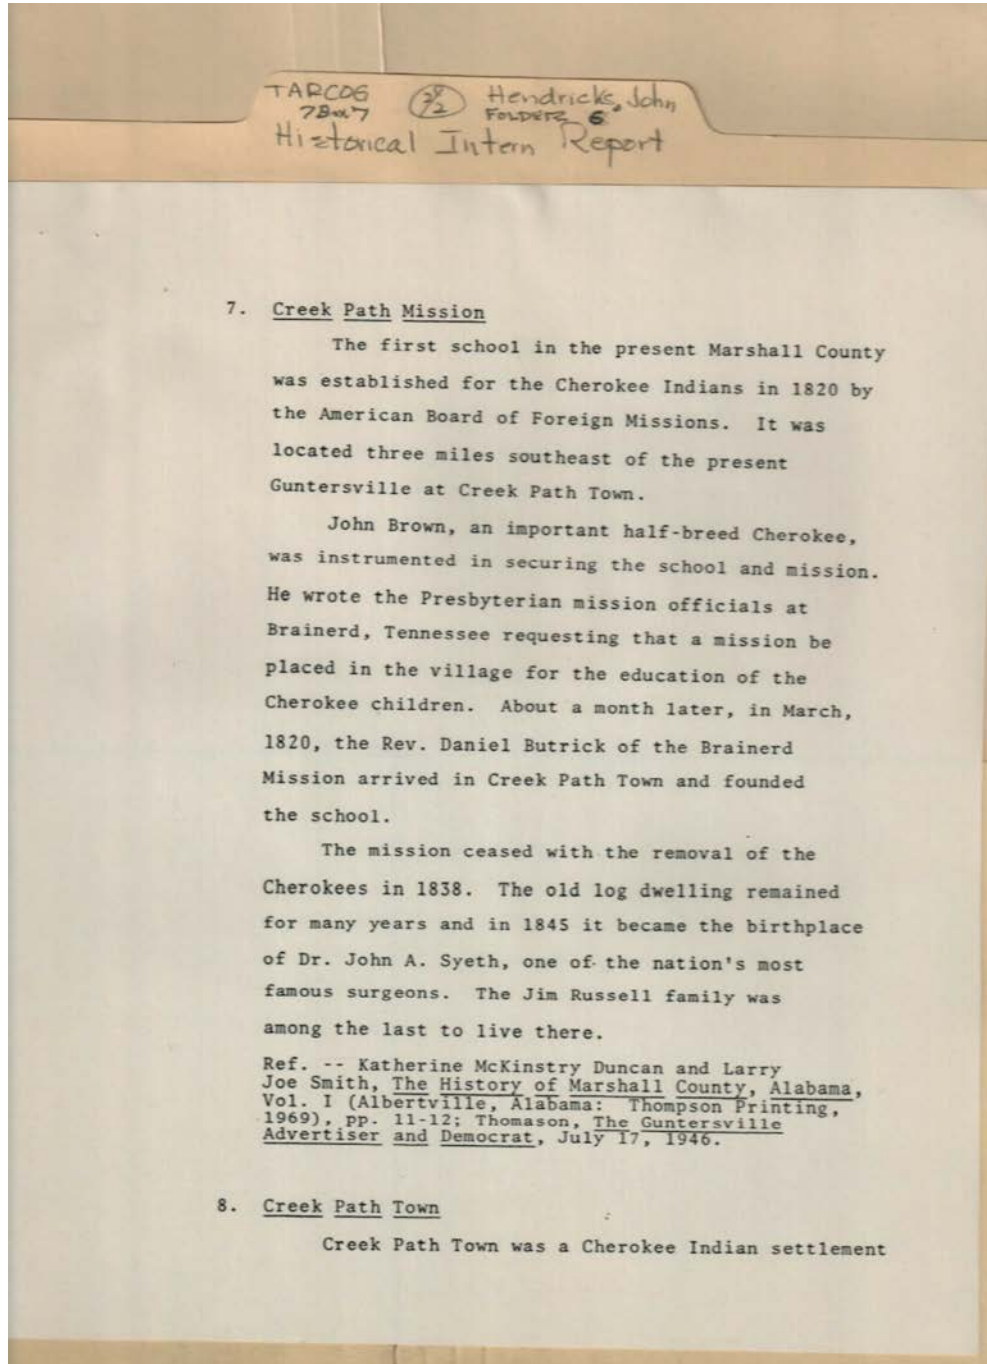 TARCOG
Hendricks, John
FOLDER 6
Historical Intern Report
7. Creek Path Mission
The first school in the present Marshall County
was established for the Cherokee Indians in 1820 by
the American Board of Foreign Missions. It was
located three miles southeast of the present
Guntersville at Creek Path Town.
John Brown, an important half-breed Cherokee,
was instrumented in securing the school and mission.
He wrote the Presbyterian mission officials at
Brainerd, Tennessee requesting that a mission be
placed in the village for the education of the
Cherokee children. About a month later, in March,
1820, the Rev. Daniel Butrick of the Brainerd
Mission arrived in Creek Path Town and founded
the school.
The mission ceased with the removal of the
Cherokees in 1838. The old log dwelling remained
for many years and in 1845 it became the birthplace
of Dr. John A. Syeth, one of the nation's most
famous surgeons. The Jim Russell family was
among the last to live there.
Ref. -- Katherine McKinstry Duncan and Larry
Joe Smith, The History of Marshall County, Alabama,
Vol. I (Albertville, Alabama: Thompson Printing,
1969), pp. 11-12; Thomason, The Guntersville
Advertiser and Democrat, July 17, 1946.
8. Creek Path Town
Creek Path Town was a Cherokee Indian settlement